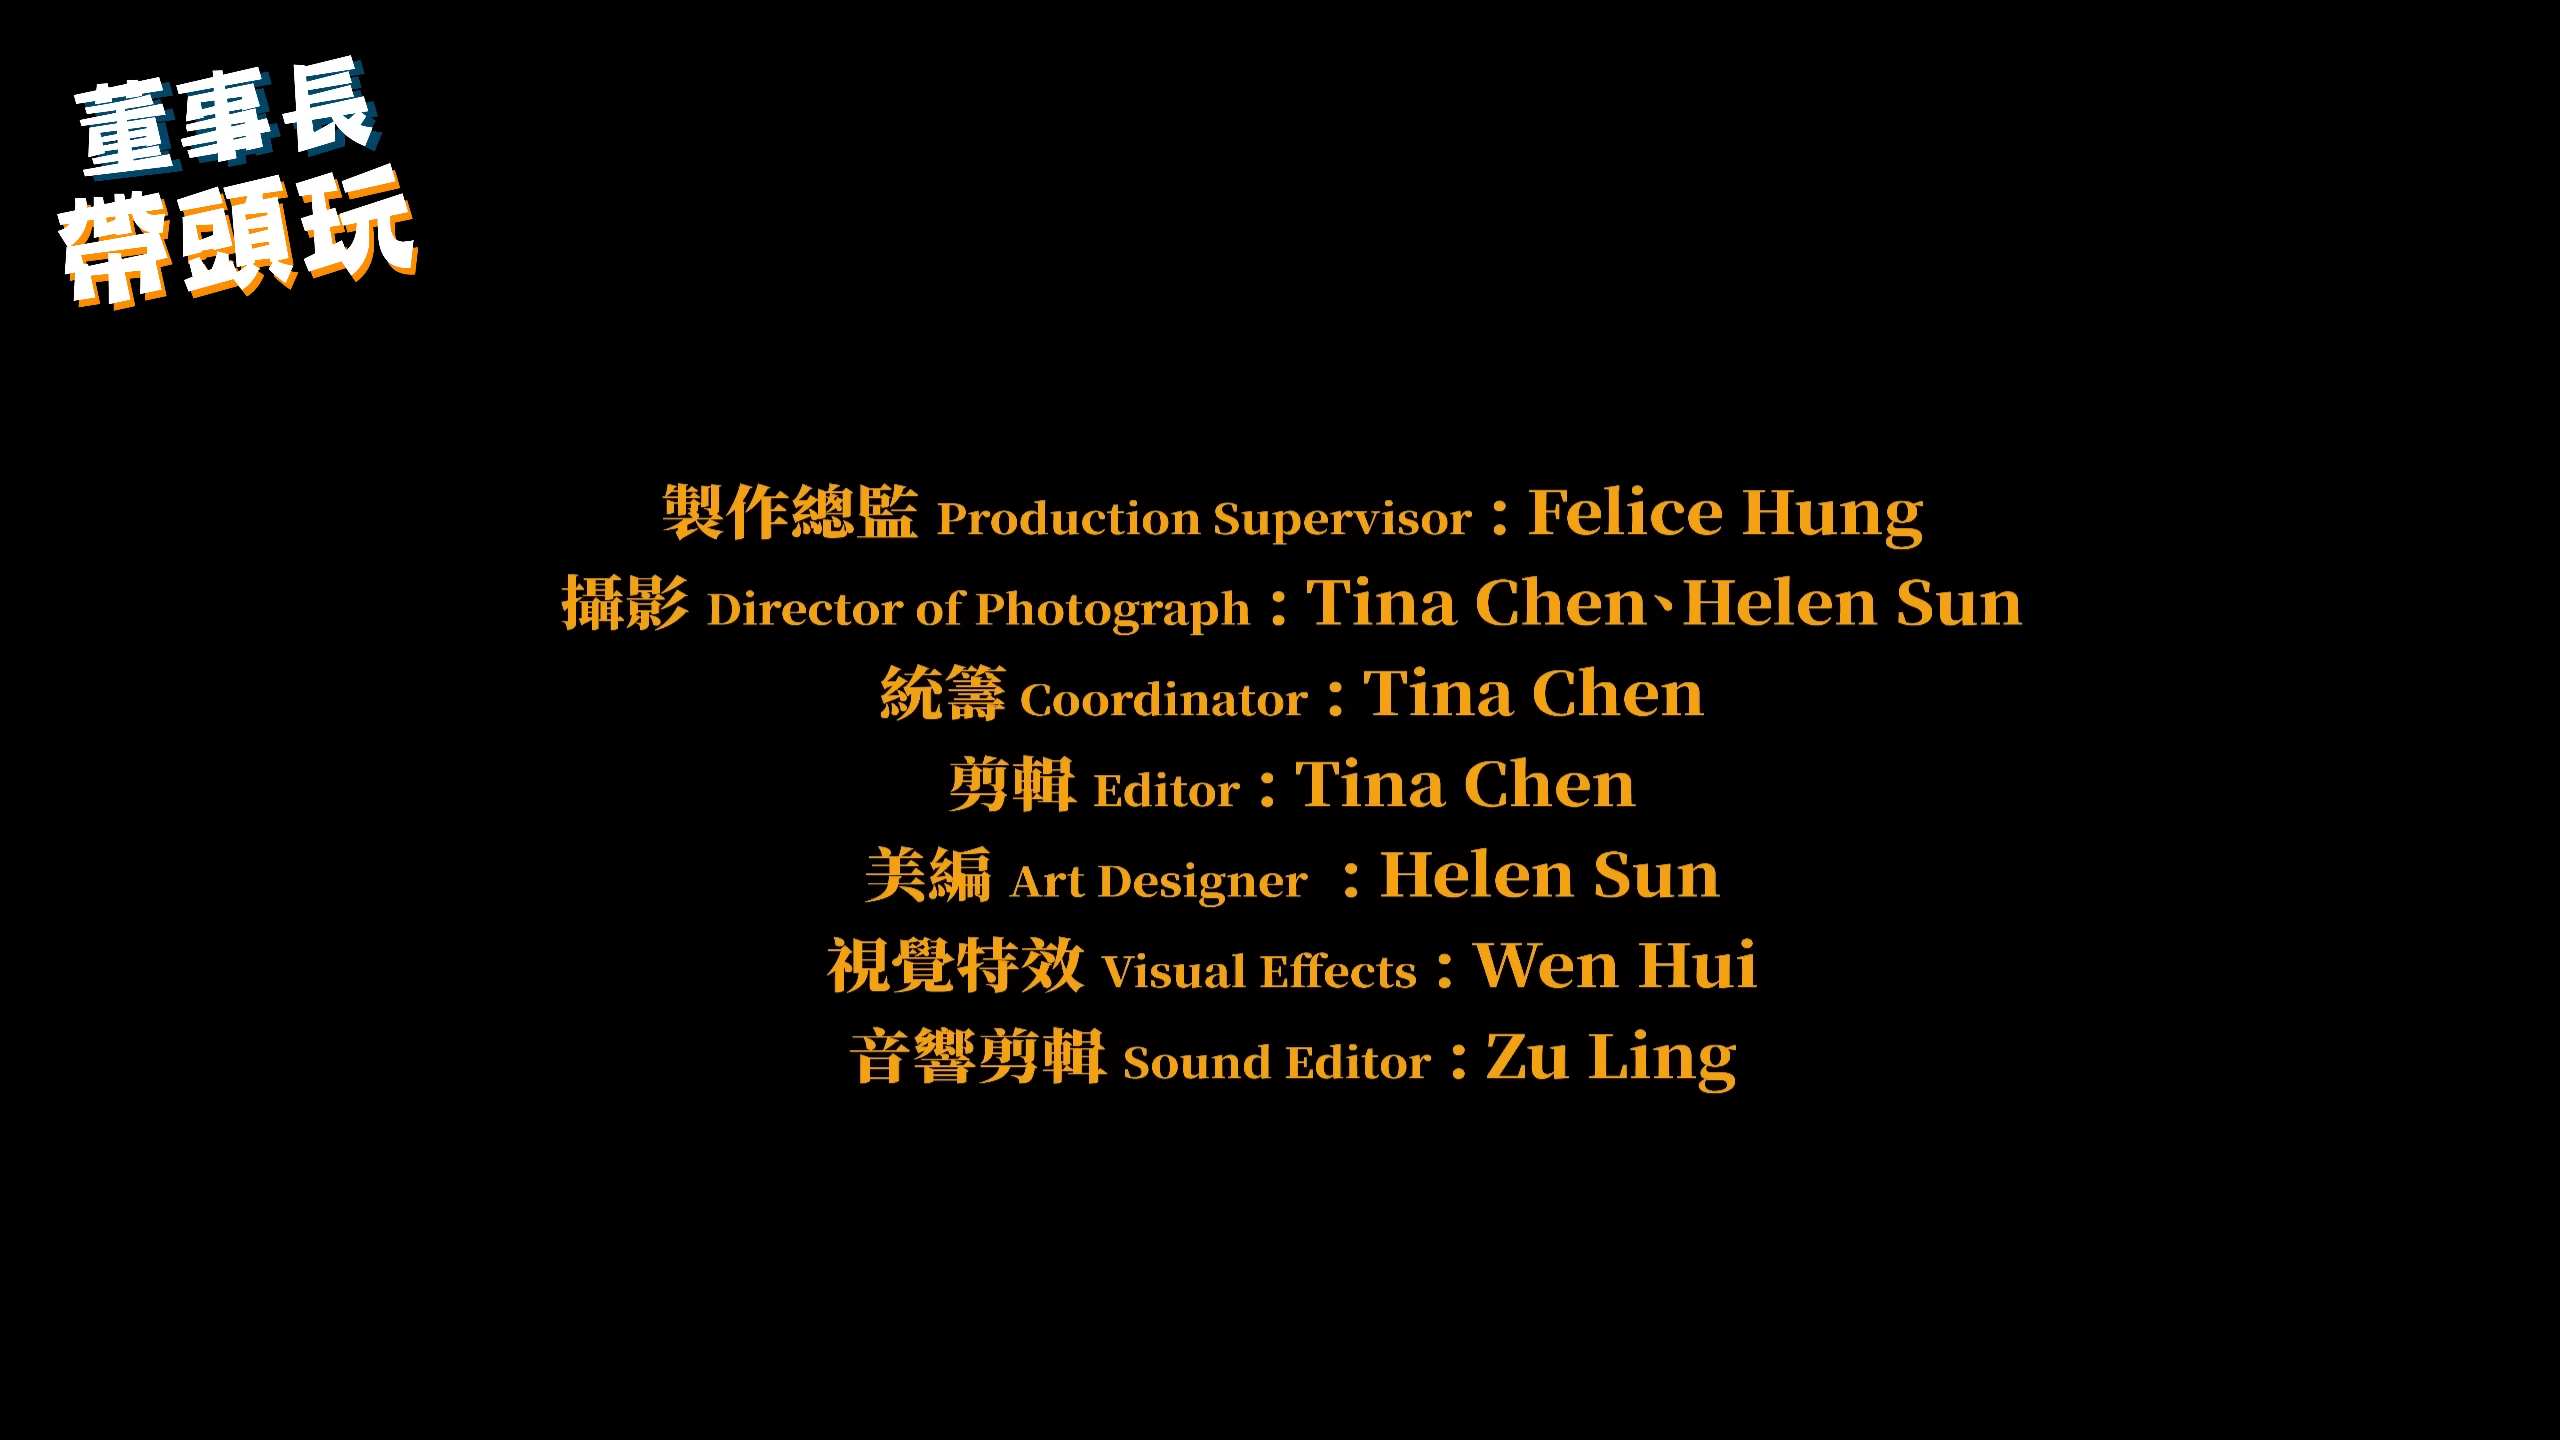 董事長
帶頭玩
製作總監 Production Supervisor：Felice Hung
攝影 Director of Photograph：Tina Chen、Helen Sun
統籌 Coordinator：Tina Chen
剪輯 Editor：Tina Chen
美編 Art Designer ：Helen Sun
視覺特效 Visual Effects：Wen Hui
音響剪輯 Sound Editor：Zu Ling